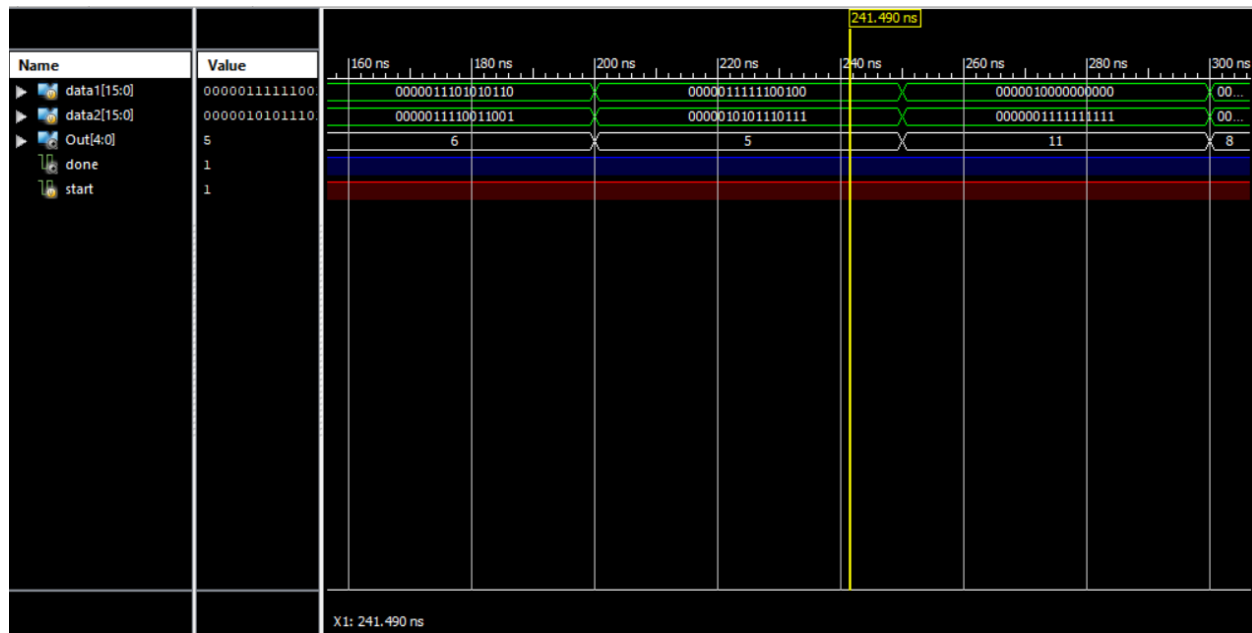 241.490 ns
Name Value 160 ns 180 ns 200 ns 220 ns 240 ns 260 ns 280 ns 300 ns
data1[15:0] 0000011111100. 0000011101010110 0000011111100100 0000010000000000 00...
data2[15:0] 0000010101110. 0000011110011001 0000010101110111 0000001111111111 00...
Out[4:0] 5 6 5 11 8
done 1
start 1
X1: 241.490 ns